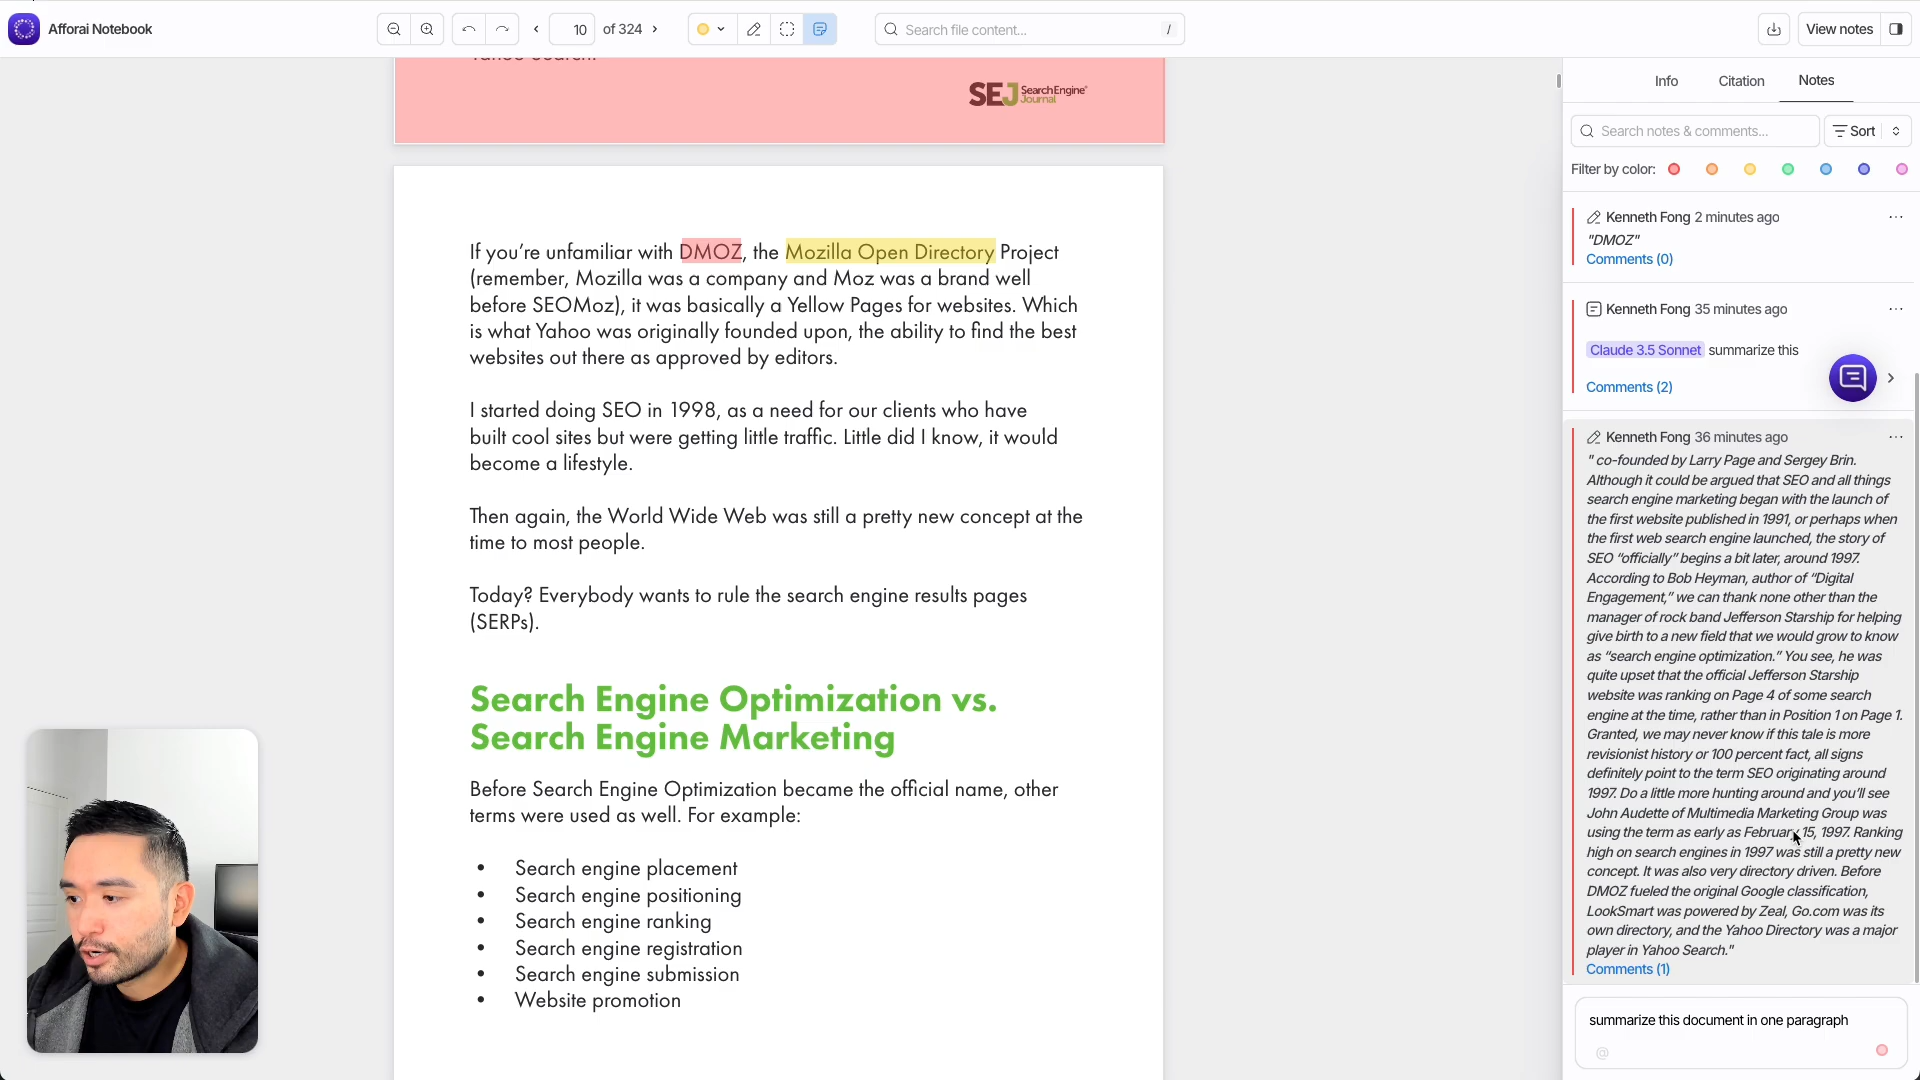 Afforai Notebook
10 of 324
Search file content...
/
View notes
Yahoo Search.
SEJ Search Engine Journal
If you're unfamiliar with DMOZ, the Mozilla Open Directory Project
(remember, Mozilla was a company and Moz was a brand well
before SEOMoz), it was basically a Yellow Pages for websites. Which
is what Yahoo was originally founded upon, the ability to find the best
websites out there as approved by editors.
I started doing SEO in 1998, as a need for our clients who have
built cool sites but were getting little traffic. Little did I know, it would
become a lifestyle.
Then again, the World Wide Web was still a pretty new concept at the
time to most people.
Today? Everybody wants to rule the search engine results pages
(SERPs).
Search Engine Optimization vs.
Search Engine Marketing
Before Search Engine Optimization became the official name, other
terms were used as well. For example:
• Search engine placement
• Search engine positioning
• Search engine ranking
• Search engine registration
• Search engine submission
• Website promotion
Info
Citation
Notes
Search notes & comments...
Sort
Filter by color:
Kenneth Fong 2 minutes ago
"DMOZ"
Comments (0)
Kenneth Fong 35 minutes ago
Claude 3.5 Sonnet summarize this
Comments (2)
Kenneth Fong 36 minutes ago
" co-founded by Larry Page and Sergey Brin.
Although it could be argued that SEO and all things
search engine marketing began with the launch of
the first website published in 1991, or perhaps when
the first web search engine launched, the story of
SEO "officially" begins a bit later, around 1997.
According to Bob Heyman, author of "Digital
Engagement," we can thank none other than the
manager of rock band Jefferson Starship for helping
give birth to a new field that we would grow to know
as "search engine optimization." You see, he was
quite upset that the official Jefferson Starship
website was ranking on Page 4 of some search
engine at the time, rather than in Position 1 on Page 1.
Granted, we may never know if this tale is more
revisionist history or 100 percent fact, all signs
definitely point to the term SEO originating around
1997. Do a little more hunting around and you'll see
John Audette of Multimedia Marketing Group was
using the term as early as February 15, 1997. Ranking
high on search engines in 1997 was still a pretty new
concept. It was also very directory driven. Before
DMOZ fueled the original Google classification,
LookSmart was powered by Zeal, Go.com was its
own directory, and the Yahoo Directory was a major
player in Yahoo Search."
Comments (1)
summarize this document in one paragraph
@